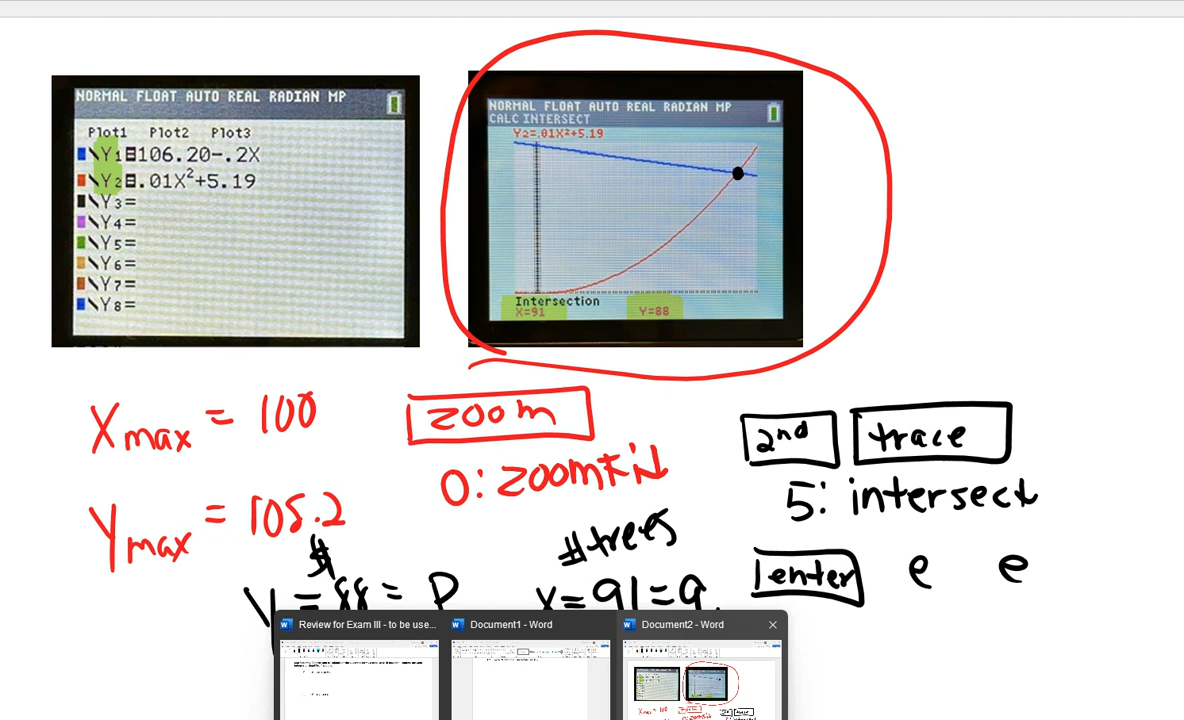 NORMAL FLOAT AUTO REAL RADIAN MP
Plot1 Plot2 Plot3
\Y1=106.20-.2X
\Y2=.01X²+5.19
\Y3=
\Y4=
\Y5=
\Y6=
\Y7=
\Y8=
NORMAL FLOAT AUTO REAL RADIAN MP
CALC INTERSECT
Y2=.01X²+5.19
Intersection
X=91 Y=88
Xmax = 100
zoom
0: zoomFit
2nd trace
5: intersect
Ymax = 105.2
$
# trees
Y = 88 = P
X = 91 = q
enter e e
Review for Exam III - to be use...
Document1 - Word
Document2 - Word